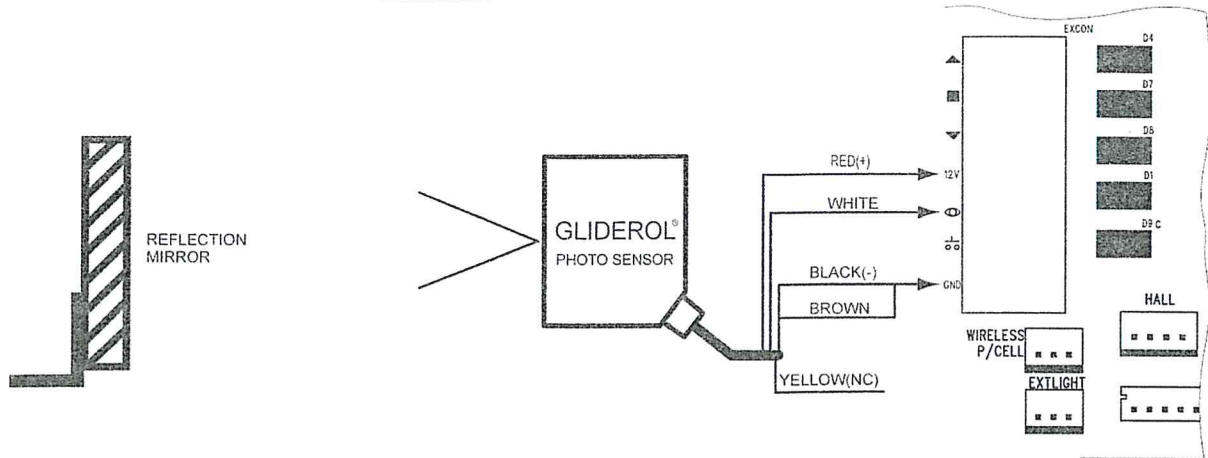 REFLECTION
MIRROR
GLIDEROL®
PHOTO SENSOR
RED(+)
WHITE
BLACK(-)
BROWN
YELLOW(NC)
EXCON
12V
GND
D4
D7
D8
D1
D9 C
HALL
WIRELESS
P/CELL
EXTLIGHT